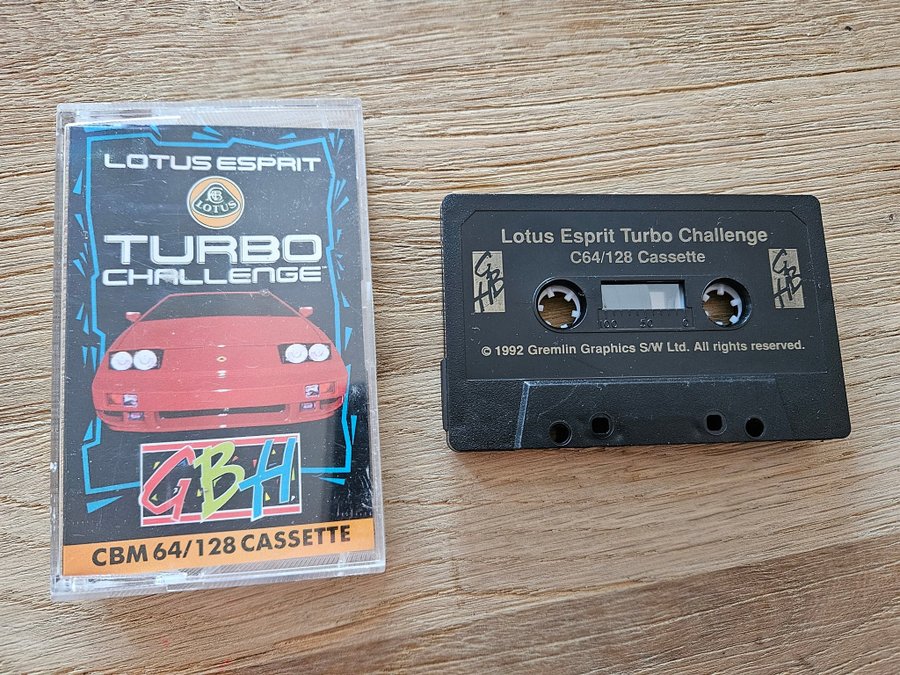 LOTUS ESPRIT
LOTUS
TURBO
CHALLENGE
GBH
CBM 64/128 CASSETTE
Lotus Esprit Turbo Challenge
C64/128 Cassette
GBH
GBH
100 50 0
© 1992 Gremlin Graphics S/W Ltd. All rights reserved.